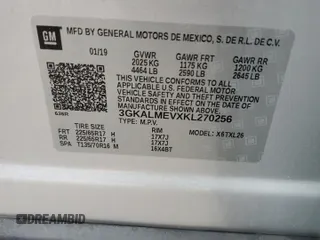 GM
MFD BY GENERAL MOTORS DE MEXICO, S. DE R.L. DE C.V.
01/19 GVWR GAWR FRT GAWR RR
2025 KG 1175 KG 1200 KG
4464 LB 2590 LB 2645 LB
THIS VEHICLE CONFORMS TO ALL APPLICABLE U.S. FEDERAL MOTOR VEHICLE SAFETY, BUMPER, AND THEFT PREVENTION STANDARDS IN EFFECT ON THE DATE OF MANUFACTURE SHOWN ABOVE.
3GKALMEVXKL270256
TYPE: M.P.V. MODEL: X6TXL26
TIRE SIZE RIM
FRT 225/65R17 H 17X7J
RR 225/65R17 H 17X7J
SPA T135/70R16 M 16X4BT